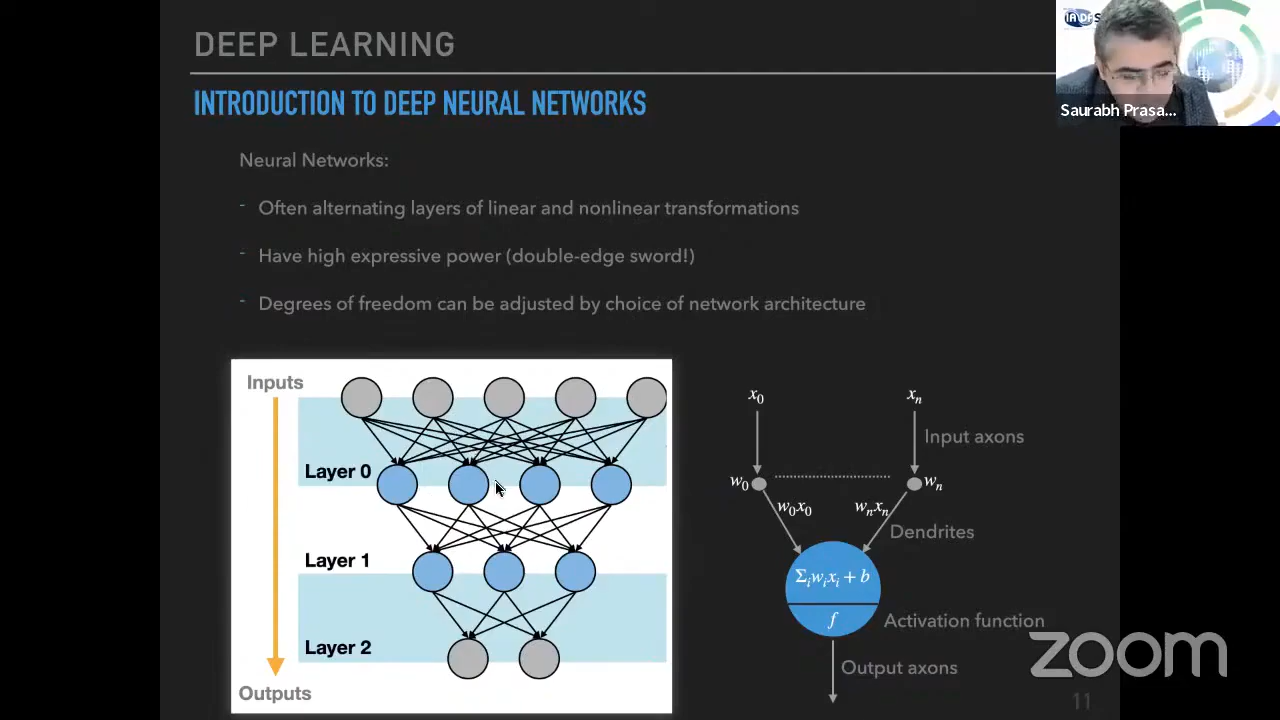 DEEP LEARNING
INTRODUCTION TO DEEP NEURAL NETWORKS
Saurabh Prasa...
Neural Networks:
- Often alternating layers of linear and nonlinear transformations
- Have high expressive power (double-edge sword!)
- Degrees of freedom can be adjusted by choice of network architecture
Inputs
Layer 0
Layer 1
Layer 2
Outputs
x₀ xₙ
Input axons
w₀ wₙ
w₀x₀ wₙxₙ
Dendrites
Σᵢwᵢxᵢ + b
f
Activation function
Output axons
zoom
11